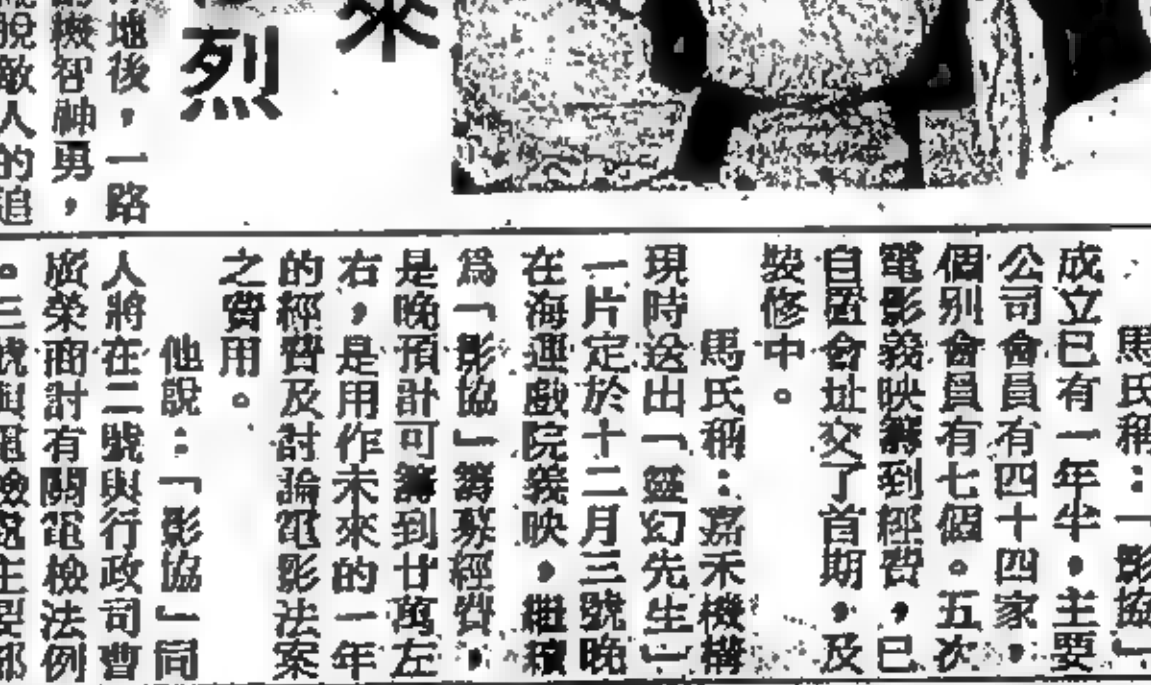 來
烈
地後，一路
機智神勇，
脫敵人的追
馬氏稱：「影協」
成立已有一年半，主要
公司會員有四十四家，
個別會員有七個。五次
電影義映籌到經費，已
自置會址交了首期，及
裝修中。
馬氏稱：嘉禾機構
現時送出「靈幻先生」
一片定於十二月三號晚
在海運戲院義映，繼續
爲「影協」籌募經費，
是晚預計可籌到廿萬左
右，是用作未來的一年
的經費及討論電影法案
之費用。
他說：「影協」同
人將在二號與行政司曹
廣榮商討有關電檢法例
。三號與電檢處主要部